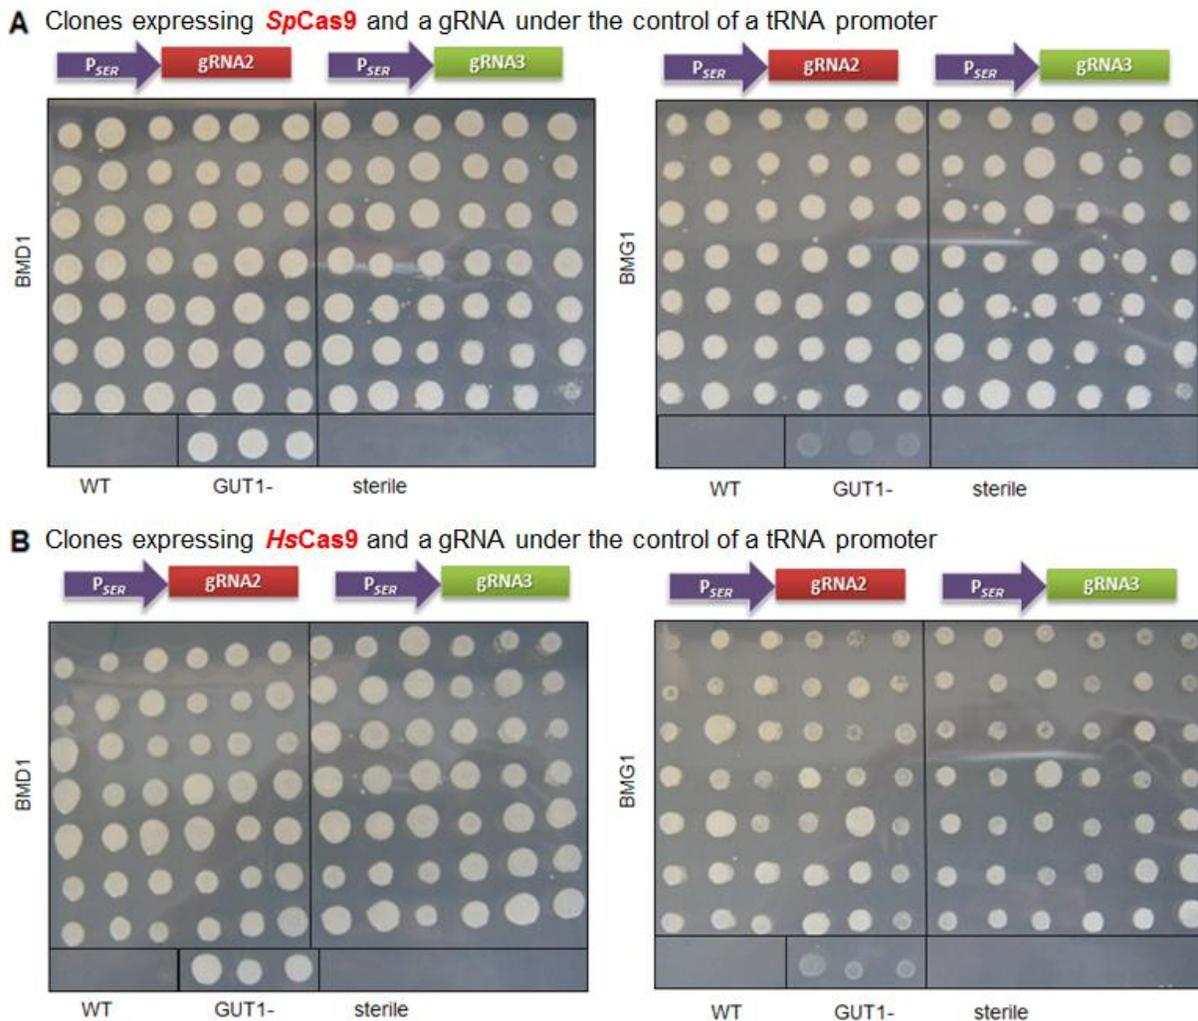 A Clones expressing SpCas9 and a gRNA under the control of a tRNA promoter
PSER gRNA2 PSER gRNA3 PSER gRNA2 PSER gRNA3
BMD1
BMG1
WT GUT1- sterile WT GUT1- sterile
B Clones expressing HsCas9 and a gRNA under the control of a tRNA promoter
PSER gRNA2 PSER gRNA3 PSER gRNA2 PSER gRNA3
BMD1
BMG1
WT GUT1- sterile WT GUT1- sterile